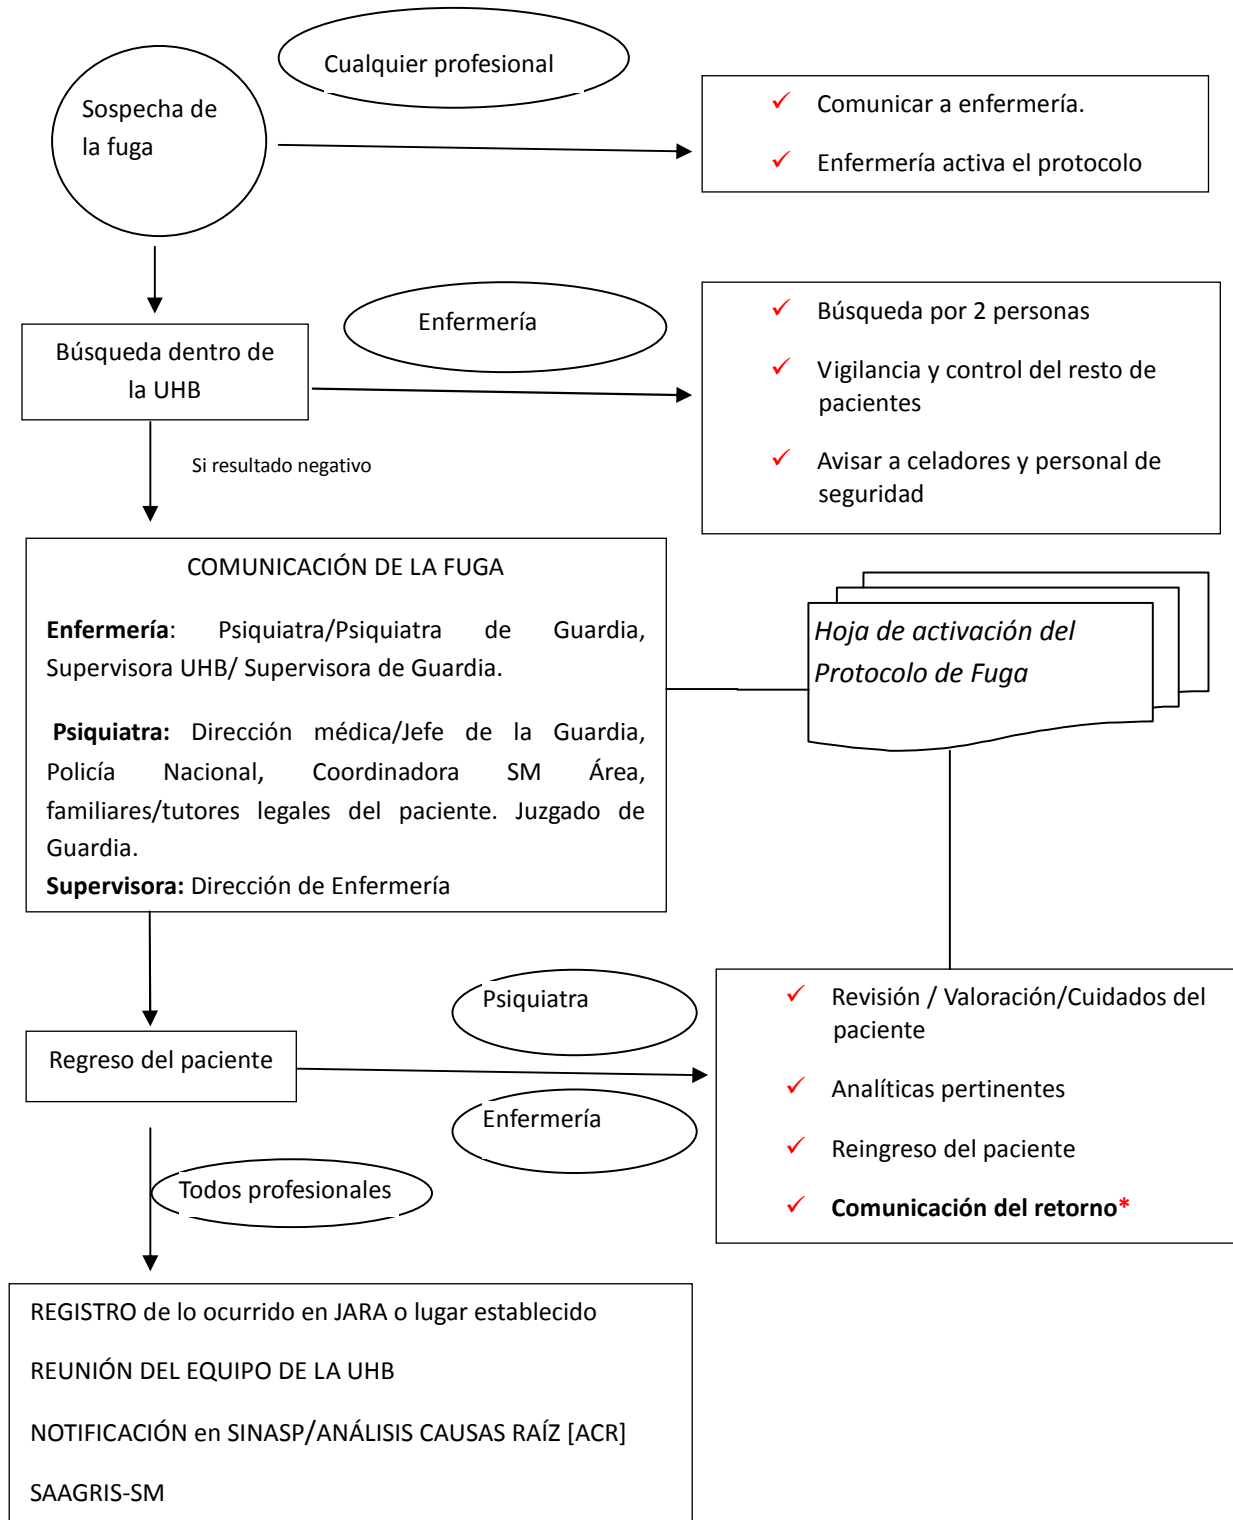 Cualquier profesional
Sospecha de
la fuga
✓ Comunicar a enfermería.
✓ Enfermería activa el protocolo
Enfermería
Búsqueda dentro de
la UHB
✓ Búsqueda por 2 personas
✓ Vigilancia y control del resto de
pacientes
✓ Avisar a celadores y personal de
seguridad
Si resultado negativo
COMUNICACIÓN DE LA FUGA
Enfermería: Psiquiatra/Psiquiatra de Guardia,
Supervisora UHB/ Supervisora de Guardia.
Psiquiatra: Dirección médica/Jefe de la Guardia,
Policía Nacional, Coordinadora SM Área,
familiares/tutores legales del paciente. Juzgado de
Guardia.
Supervisora: Dirección de Enfermería
Hoja de activación del
Protocolo de Fuga
Psiquiatra
Regreso del paciente
Enfermería
✓ Revisión / Valoración/Cuidados del
paciente
✓ Analíticas pertinentes
✓ Reingreso del paciente
✓ Comunicación del retorno*
Todos profesionales
REGISTRO de lo ocurrido en JARA o lugar establecido
REUNIÓN DEL EQUIPO DE LA UHB
NOTIFICACIÓN en SINASP/ANÁLISIS CAUSAS RAÍZ [ACR]
SAAGRIS-SM